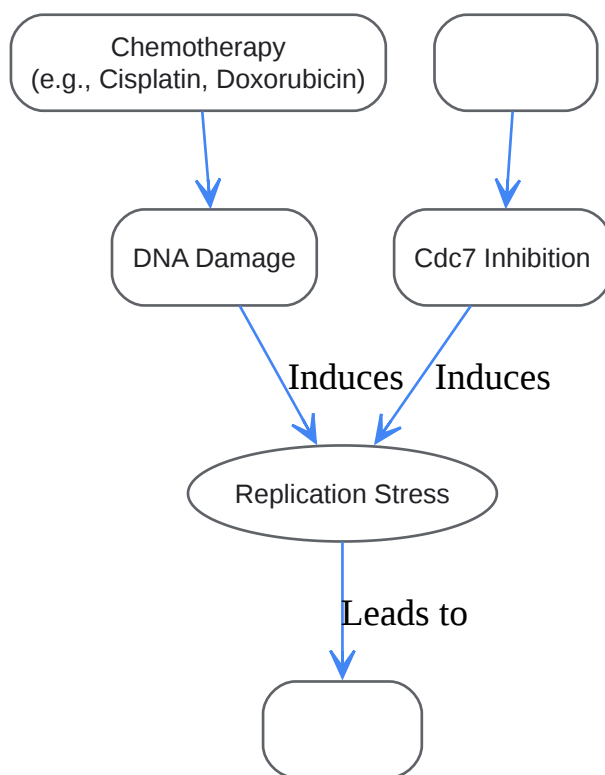 Chemotherapy
(e.g., Cisplatin, Doxorubicin)
DNA Damage
Cdc7 Inhibition
Induces
Induces
Replication Stress
Leads to